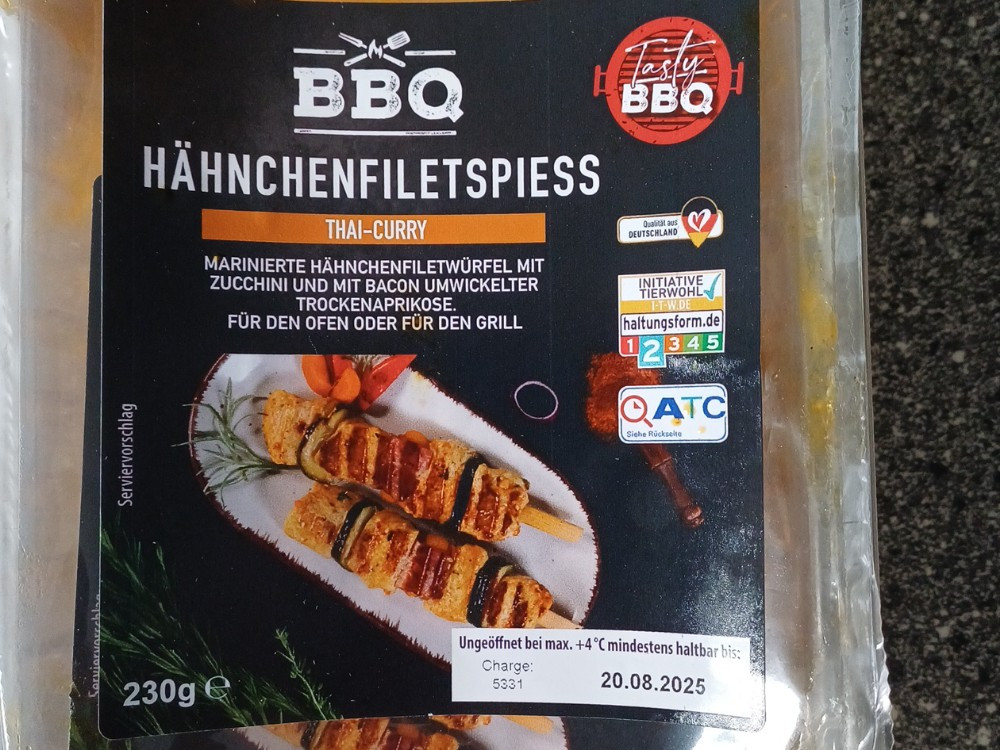 BBQ
Tasty
BBQ
HÄHNCHENFILETSPIESS
THAI-CURRY
MARINIERTE HÄHNCHENFILETWÜRFEL MIT
ZUCCHINI UND MIT BACON UMWICKELTER
TROCKENAPRIKOSE.
FÜR DEN OFEN ODER FÜR DEN GRILL
Qualität aus
DEUTSCHLAND
INITIATIVE
TIERWOHL
I-T-W.DE
haltungsform.de
1 2 3 4 5
ATC
Siehe Rückseite
Serviervorschlag
Serviervorschlag
Ungeöffnet bei max. +4°C mindestens haltbar bis:
Charge:
5331
20.08.2025
230g e